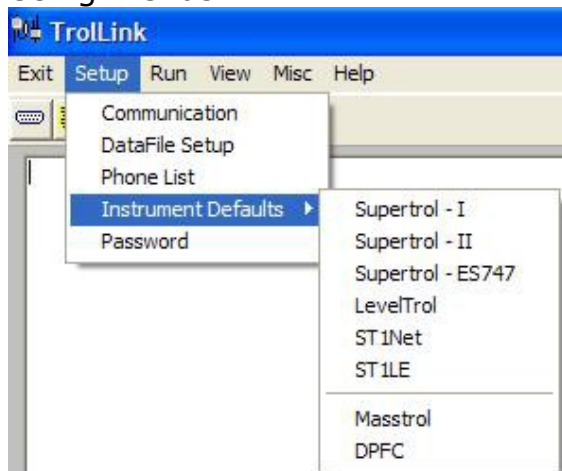 TrolLink
Exit Setup Run View Misc Help
Communication
DataFile Setup
Phone List
Instrument Defaults
Password
Supertrol - I
Supertrol - II
Supertrol - ES747
LevelTrol
ST1Net
ST1LE
Masstrol
DPFC